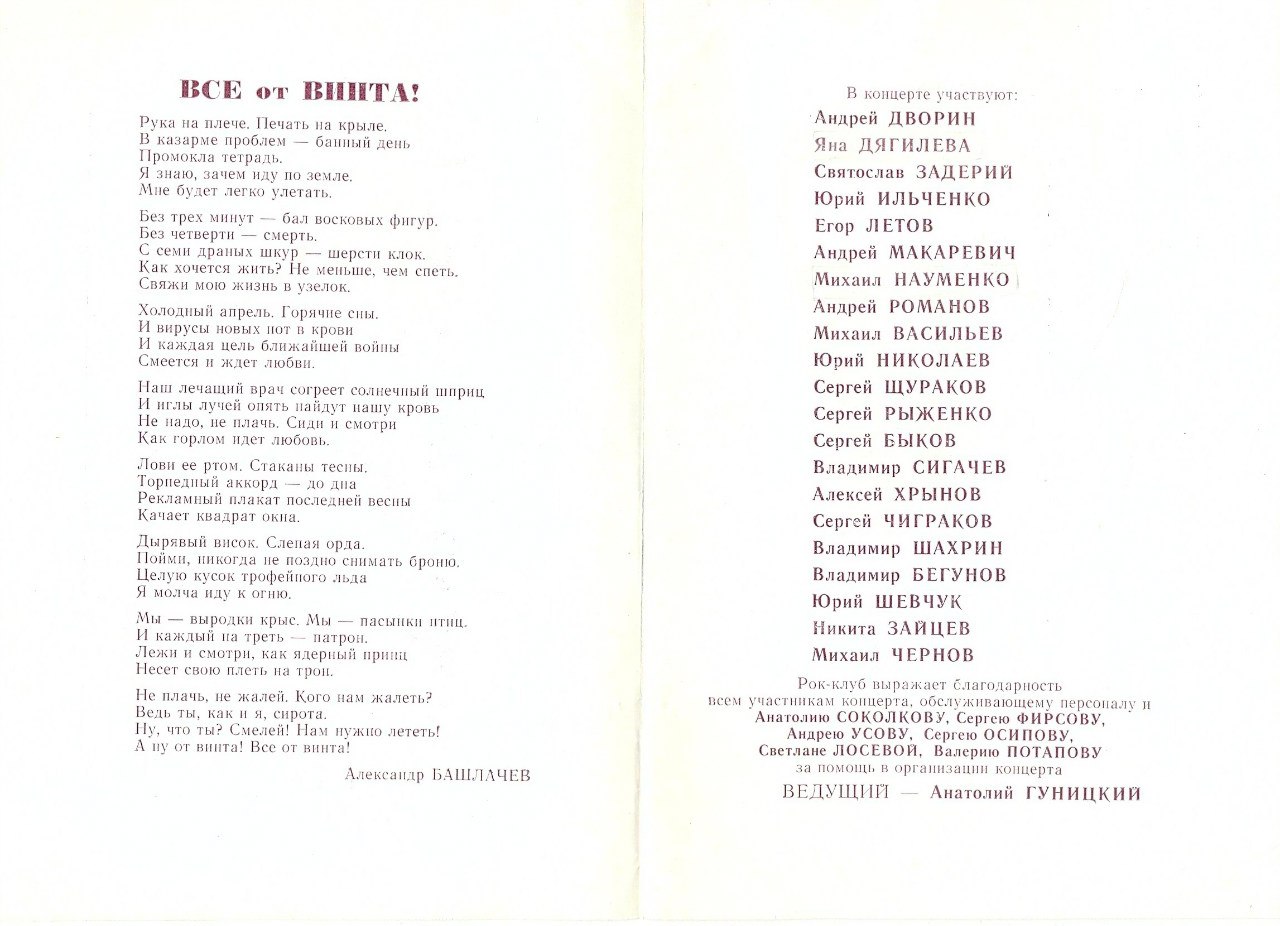 ВСЕ от ВИНТА!
Рука на плече. Печать на крыле.
В казарме проблем — банный день
Промокла тетрадь.
Я знаю, зачем иду по земле.
Мне будет легко улетать.
Без трех минут — бал восковых фигур.
Без четверти — смерть.
С семи драных шкур — шерсти клок.
Как хочется жить? Не меньше, чем спеть.
Свяжи мою жизнь в узелок.
Холодный апрель. Горячие сны.
И вирусы новых нот в крови
И каждая цель ближайшей войны
Смеется и ждет любви.
Наш лечащий врач согреет солнечный шприц
И иглы лучей опять найдут нашу кровь
Не надо, не плачь. Сиди и смотри
Как горлом идет любовь.
Лови ее ртом. Стаканы тесны.
Торпедный аккорд — до дна
Рекламный плакат последней весны
Качает квадрат окна.
Дырявый висок. Слепая орда.
Пойми, никогда не поздно снимать броню.
Целую кусок трофейного льда
Я молча иду к огню.
Мы — выродки крыс. Мы — пасынки птиц.
И каждый на треть — патрон.
Лежи и смотри, как ядерный принц
Несет свою плеть на трон.
Не плачь, не жалей. Кого нам жалеть?
Ведь ты, как и я, сирота.
Ну, что ты? Смелей! Нам нужно лететь!
А ну от винта! Все от винта!
Александр БАШЛАЧЕВ
В концерте участвуют:
Андрей ДВОРИН
Яна ДЯГИЛЕВА
Святослав ЗАДЕРИЙ
Юрий ИЛЬЧЕНКО
Егор ЛЕТОВ
Андрей МАКАРЕВИЧ
Михаил НАУМЕНКО
Андрей РОМАНОВ
Михаил ВАСИЛЬЕВ
Юрий НИКОЛАЕВ
Сергей ЩУРАКОВ
Сергей РЫЖЕНКО
Сергей БЫКОВ
Владимир СИГАЧЕВ
Алексей ХРЫНОВ
Сергей ЧИГРАКОВ
Владимир ШАХРИН
Владимир БЕГУНОВ
Юрий ШЕВЧУК
Никита ЗАЙЦЕВ
Михаил ЧЕРНОВ
Рок-клуб выражает благодарность
всем участникам концерта, обслуживающему персоналу и
Анатолию СОКОЛКОВУ, Сергею ФИРСОВУ,
Андрею УСОВУ, Сергею ОСИПОВУ,
Светлане ЛОСЕВОЙ, Валерию ПОТАПОВУ
за помощь в организации концерта
ВЕДУЩИЙ — Анатолий ГУНИЦКИЙ